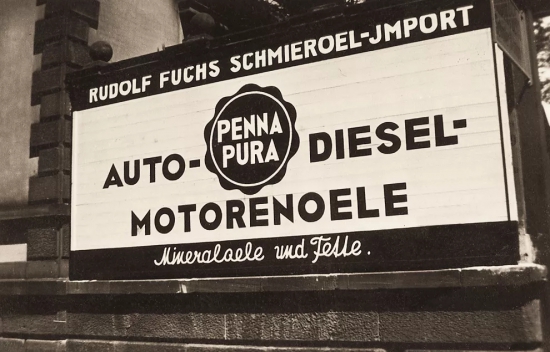 RUDOLF FUCHS SCHMIEROEL-JMPORT
PENNA
PURA
AUTO- DIESEL-
MOTORENOELE
Mineraloele und Fette.